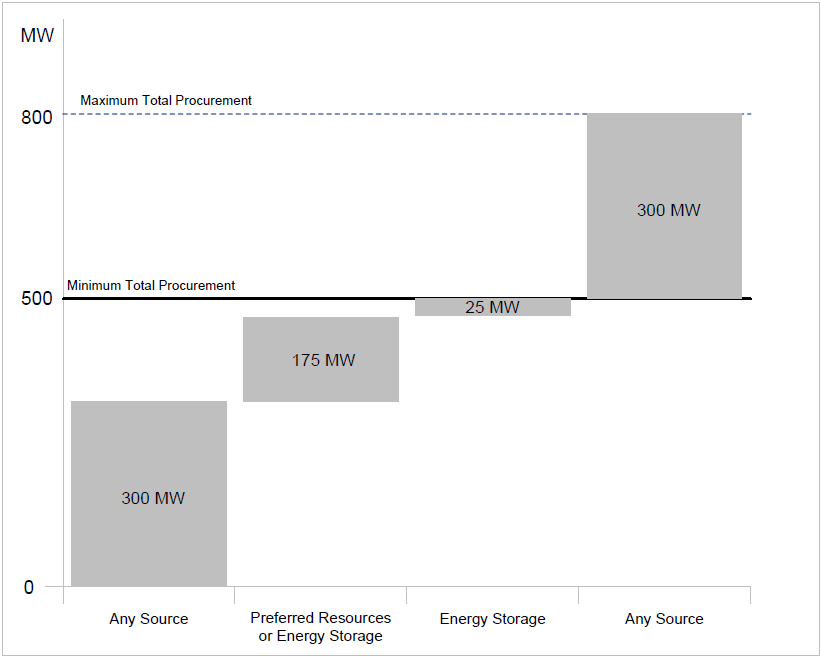 MW
Maximum Total Procurement
800
300 MW
Minimum Total Procurement
500
25 MW
175 MW
300 MW
0
Any Source
Preferred Resources
or Energy Storage
Energy Storage
Any Source